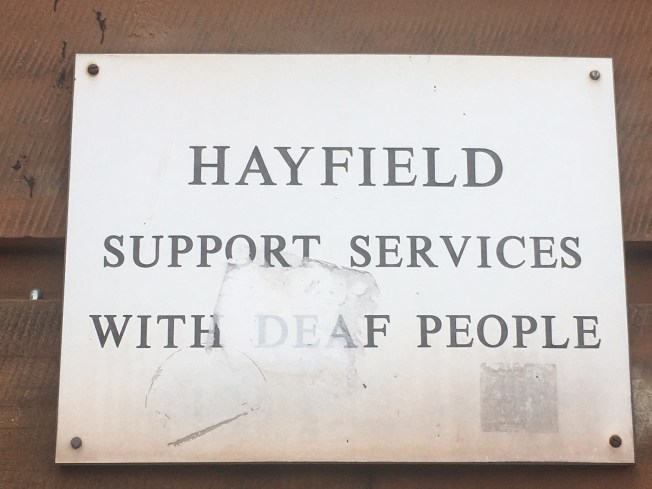 HAYFIELD
SUPPORT SERVICES
WITH DEAF PEOPLE